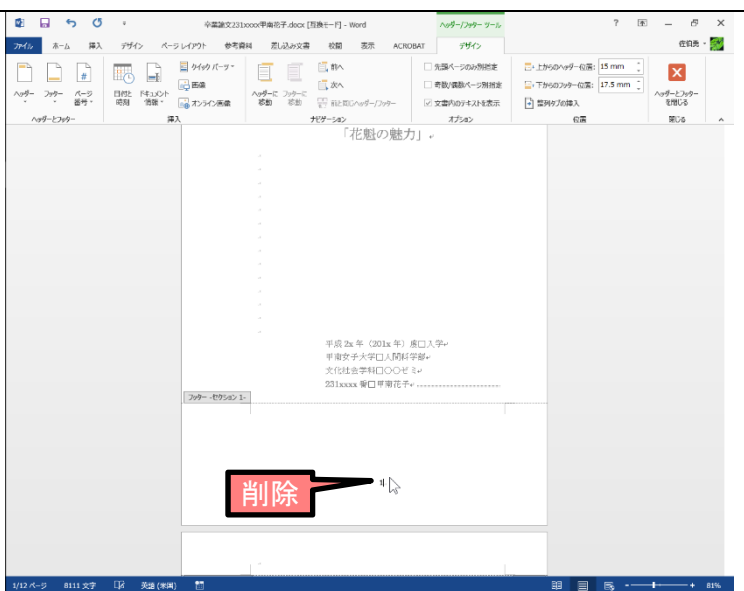 卒業論文231xxxx甲南花子.docx [互換モード] - Word
ヘッダー/フッター ツール
ファイル ホーム 挿入 デザイン ページ レイアウト 参考資料 差し込み文書 校閲 表示 ACROBAT デザイン
クイック パーツ 前へ 先頭ページのみ別指定 上からのヘッダー位置: 15 mm
画像 次へ 奇数/偶数ページ別指定 下からのフッター位置: 17.5 mm
オンライン画像 前と同じヘッダー/フッター 文書内のテキストを表示 整列タブの挿入
ヘッダー フッター ページ番号 日付と時刻 ドキュメント情報 ヘッダーに移動 フッターに移動 ヘッダーとフッターを閉じる
ヘッダーとフッター 挿入 ナビゲーション オプション 位置 閉じる
「花魁の魅力」
平成 2x 年（201x 年）度□入学
甲南女子大学□人間科学部
文化社会学科□○○ゼミ
231xxxx 番□甲南花子
フッター -セクション 1-
削除
1
1/12 ページ 8111 文字 英語 (米国) 81%